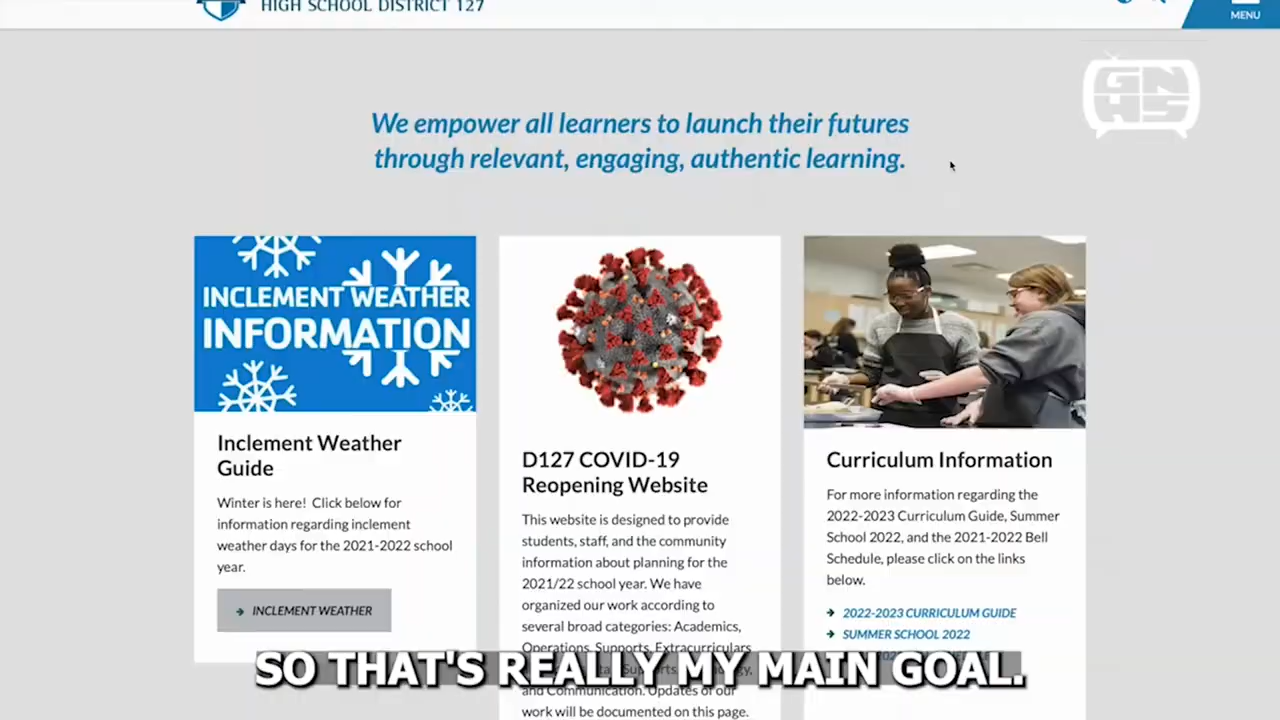 HIGH SCHOOL DISTRICT 127
MENU
GN
HS
We empower all learners to launch their futures
through relevant, engaging, authentic learning.
INCLEMENT WEATHER
INFORMATION
Inclement Weather
Guide
Winter is here! Click below for
information regarding inclement
weather days for the 2021-2022 school
year.
INCLEMENT WEATHER
D127 COVID-19
Reopening Website
This website is designed to provide
students, staff, and the community
information about planning for the
2021/22 school year. We have
organized our work according to
several broad categories: Academics,
Operations, Supports, Extracurriculars
and Communication. Updates of our
work will be documented on this page.
Curriculum Information
For more information regarding the
2022-2023 Curriculum Guide, Summer
School 2022, and the 2021-2022 Bell
Schedule, please click on the links
below.
2022-2023 CURRICULUM GUIDE
SUMMER SCHOOL 2022
SO THAT'S REALLY MY MAIN GOAL.